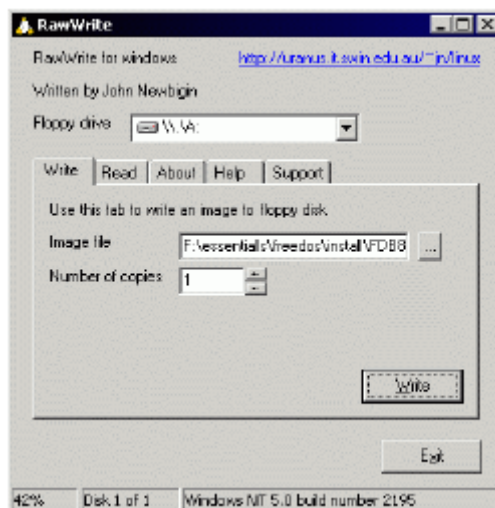 RawWrite
RawWrite for windows http://uranus.it.swin.edu.au/~jn/linux
Written by John Newbigin
Floppy drive \\.\A:
Write Read About Help Support
Use this tab to write an image to floppy disk
Image file F:\essentials\freedos\install\FDB8 ...
Number of copies 1
Write
Exit
42% Disk 1 of 1 Windows NT 5.0 build number 2195